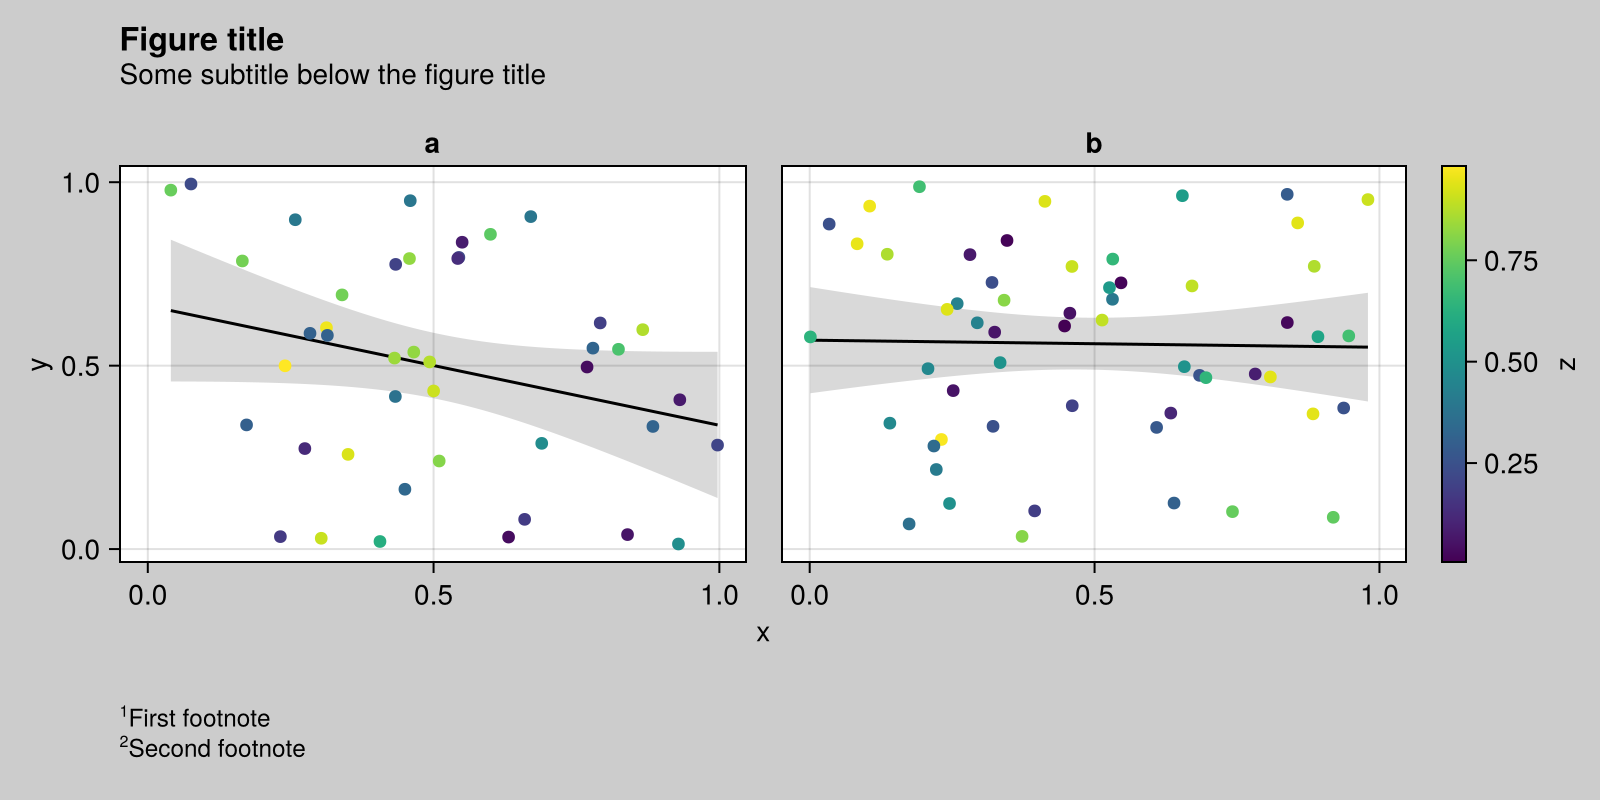 Figure title
Some subtitle below the figure title
a
b
1.0
0.5
0.0
y
0.0
0.5
1.0
0.0
0.5
1.0
x
0.75
0.50
0.25
z
¹First footnote
²Second footnote